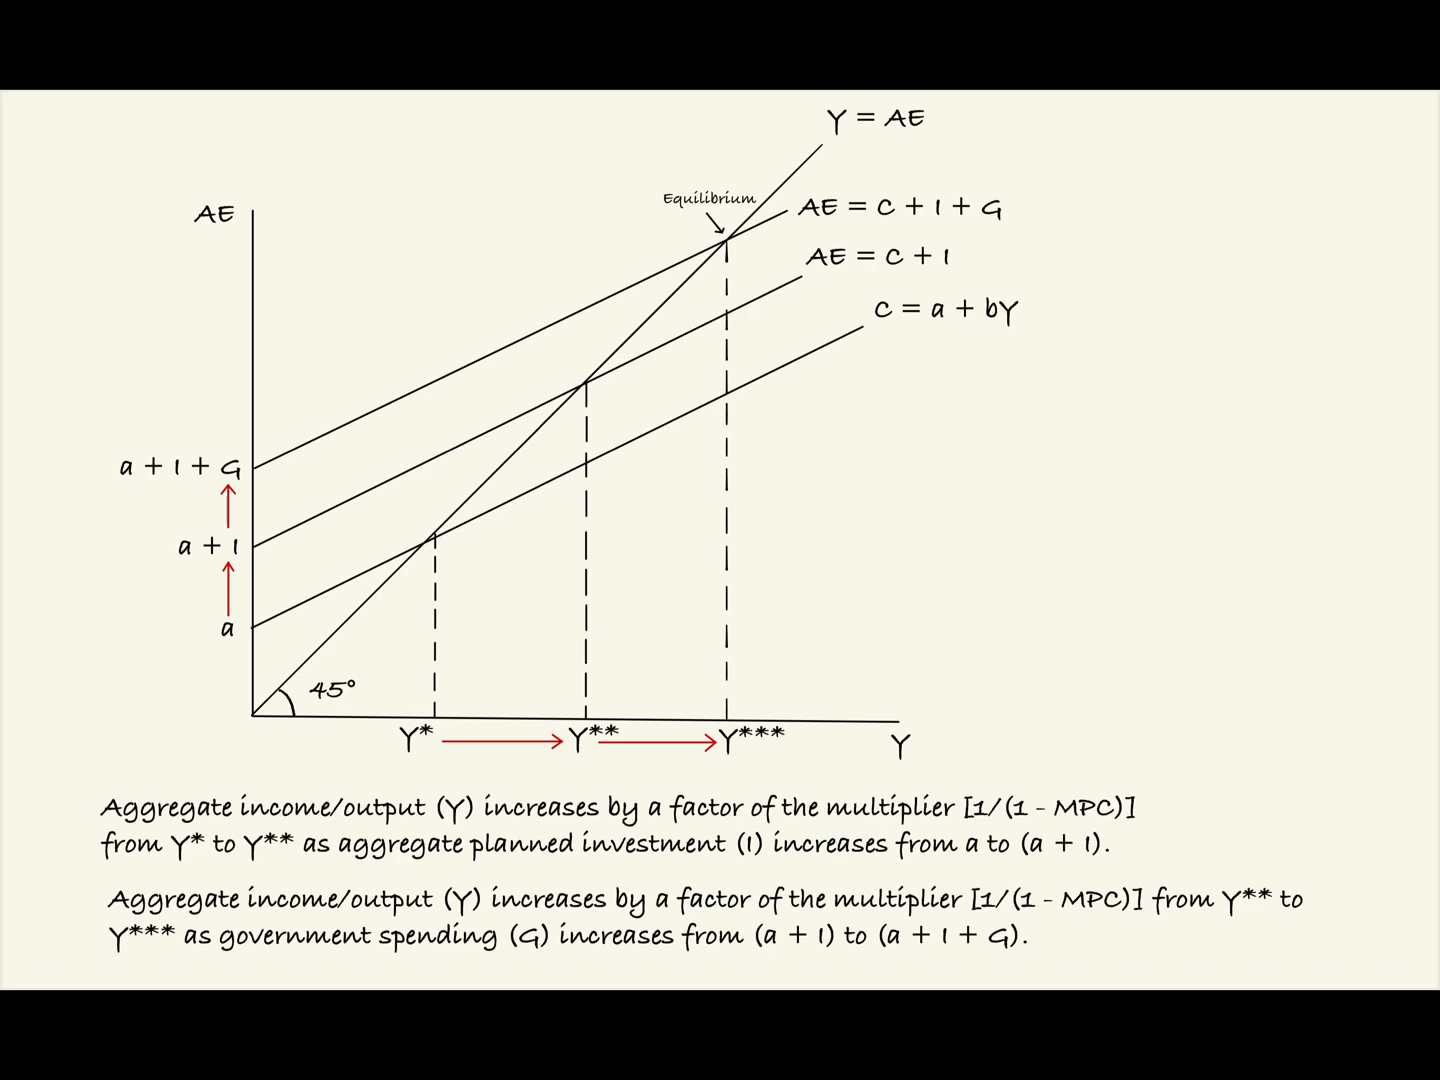 Y = AE
Equilibrium
AE
AE = C + I + G
AE = C + I
C = a + bY
a + I + G
a + I
a
45°
Y*
Y**
Y***
Y
Aggregate income/output (Y) increases by a factor of the multiplier [1/(1 - MPC)]
from Y* to Y** as aggregate planned investment (I) increases from a to (a + I).
Aggregate income/output (Y) increases by a factor of the multiplier [1/(1 - MPC)] from Y** to
Y*** as government spending (G) increases from (a + I) to (a + I + G).